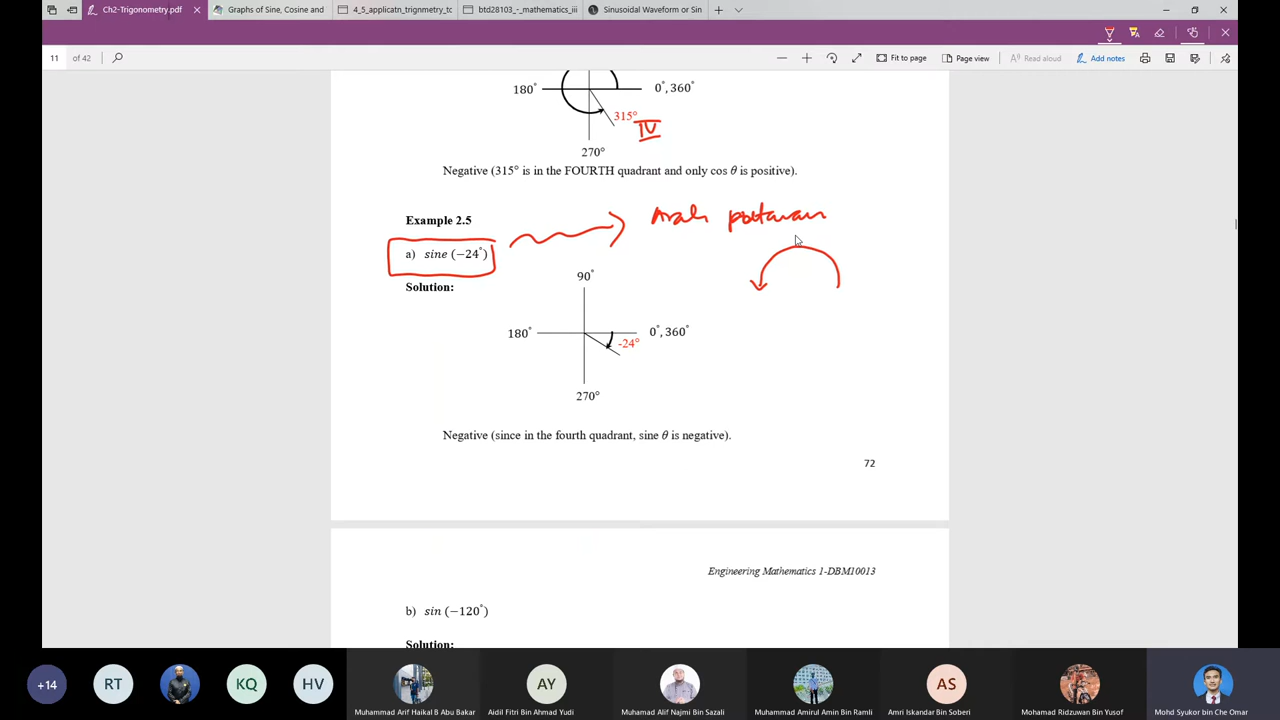 Ch2-Trigonometry.pdf
Graphs of Sine, Cosine and
4_5_applicatn_trignmetry_to
btd28103_-_mathematics_iii
Sinusoidal Waveform or Sin
11 of 42
Fit to page
Page view
Read aloud
Add notes
180° 0°, 360°
315° IV
270°
Negative (315° is in the FOURTH quadrant and only cos θ is positive).
Example 2.5
Arah putaran
a) sine (−24°)
90°
Solution:
180° 0°, 360°
-24°
270°
Negative (since in the fourth quadrant, sine θ is negative).
72
Engineering Mathematics 1-DBM10013
b) sin (−120°)
Solution:
+14
RT
KQ
HV
AY
AS
Muhammad Arif Haikal B Abu Bakar
Aidil Fitri Bin Ahmad Yudi
Muhamad Alif Najmi Bin Sazali
Muhammad Amirul Amin Bin Ramli
Amri Iskandar Bin Soberi
Mohamad Ridzuwan Bin Yusof
Mohd Syukor bin Che Omar